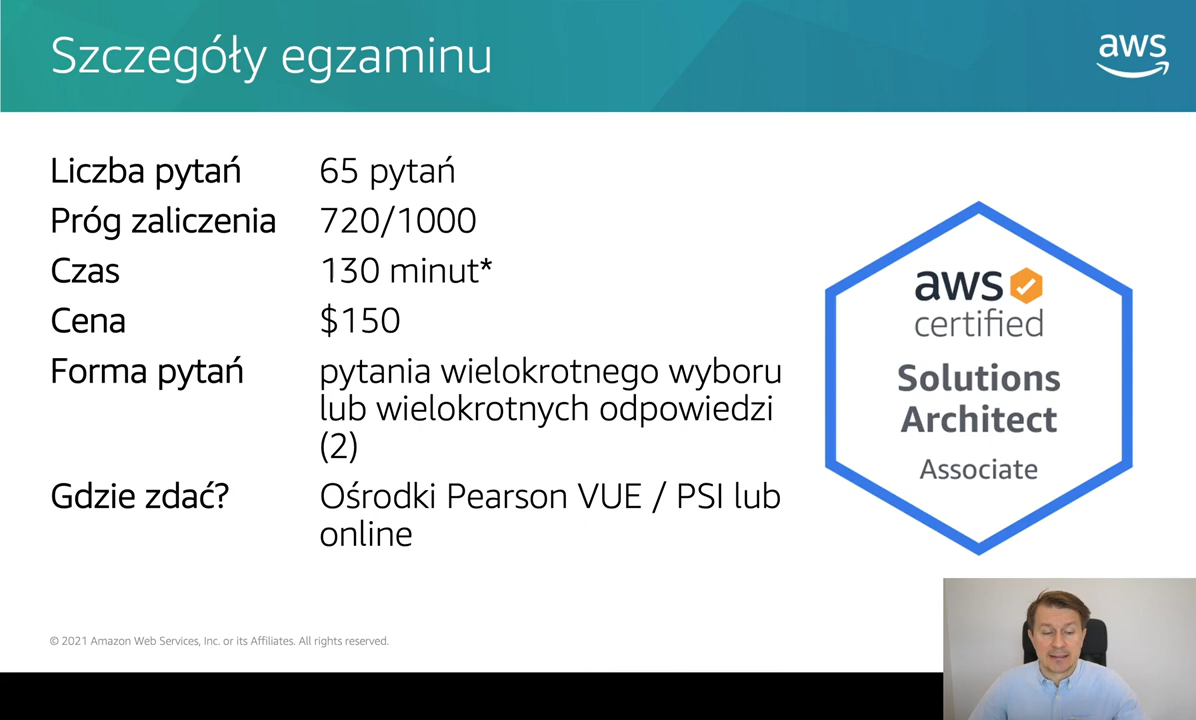 Szczegóły egzaminu
aws
Liczba pytań 65 pytań
Próg zaliczenia 720/1000
Czas 130 minut*
Cena $150
Forma pytań pytania wielokrotnego wyboru
lub wielokrotnych odpowiedzi
(2)
Gdzie zdać? Ośrodki Pearson VUE / PSI lub
online
aws
certified
Solutions
Architect
Associate
© 2021 Amazon Web Services, Inc. or its Affiliates. All rights reserved.